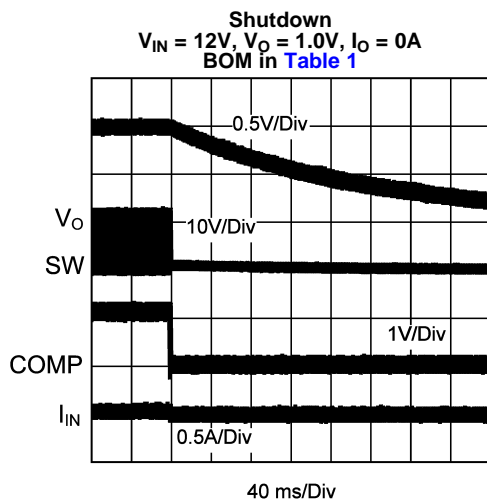 Shutdown
V_IN = 12V, V_O = 1.0V, I_O = 0A
BOM in Table 1
0.5V/Div
V_O
10V/Div
SW
1V/Div
COMP
I_IN
0.5A/Div
40 ms/Div